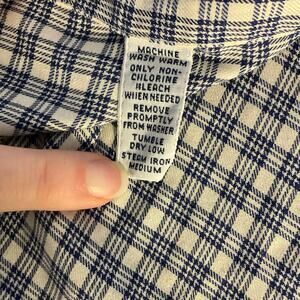 MACHINE
WASH WARM
ONLY NON-
CHLORINE
BLEACH
WHEN NEEDED
REMOVE
PROMPTLY
FROM WASHER
TUMBLE
DRY LOW
STEAM IRON
MEDIUM